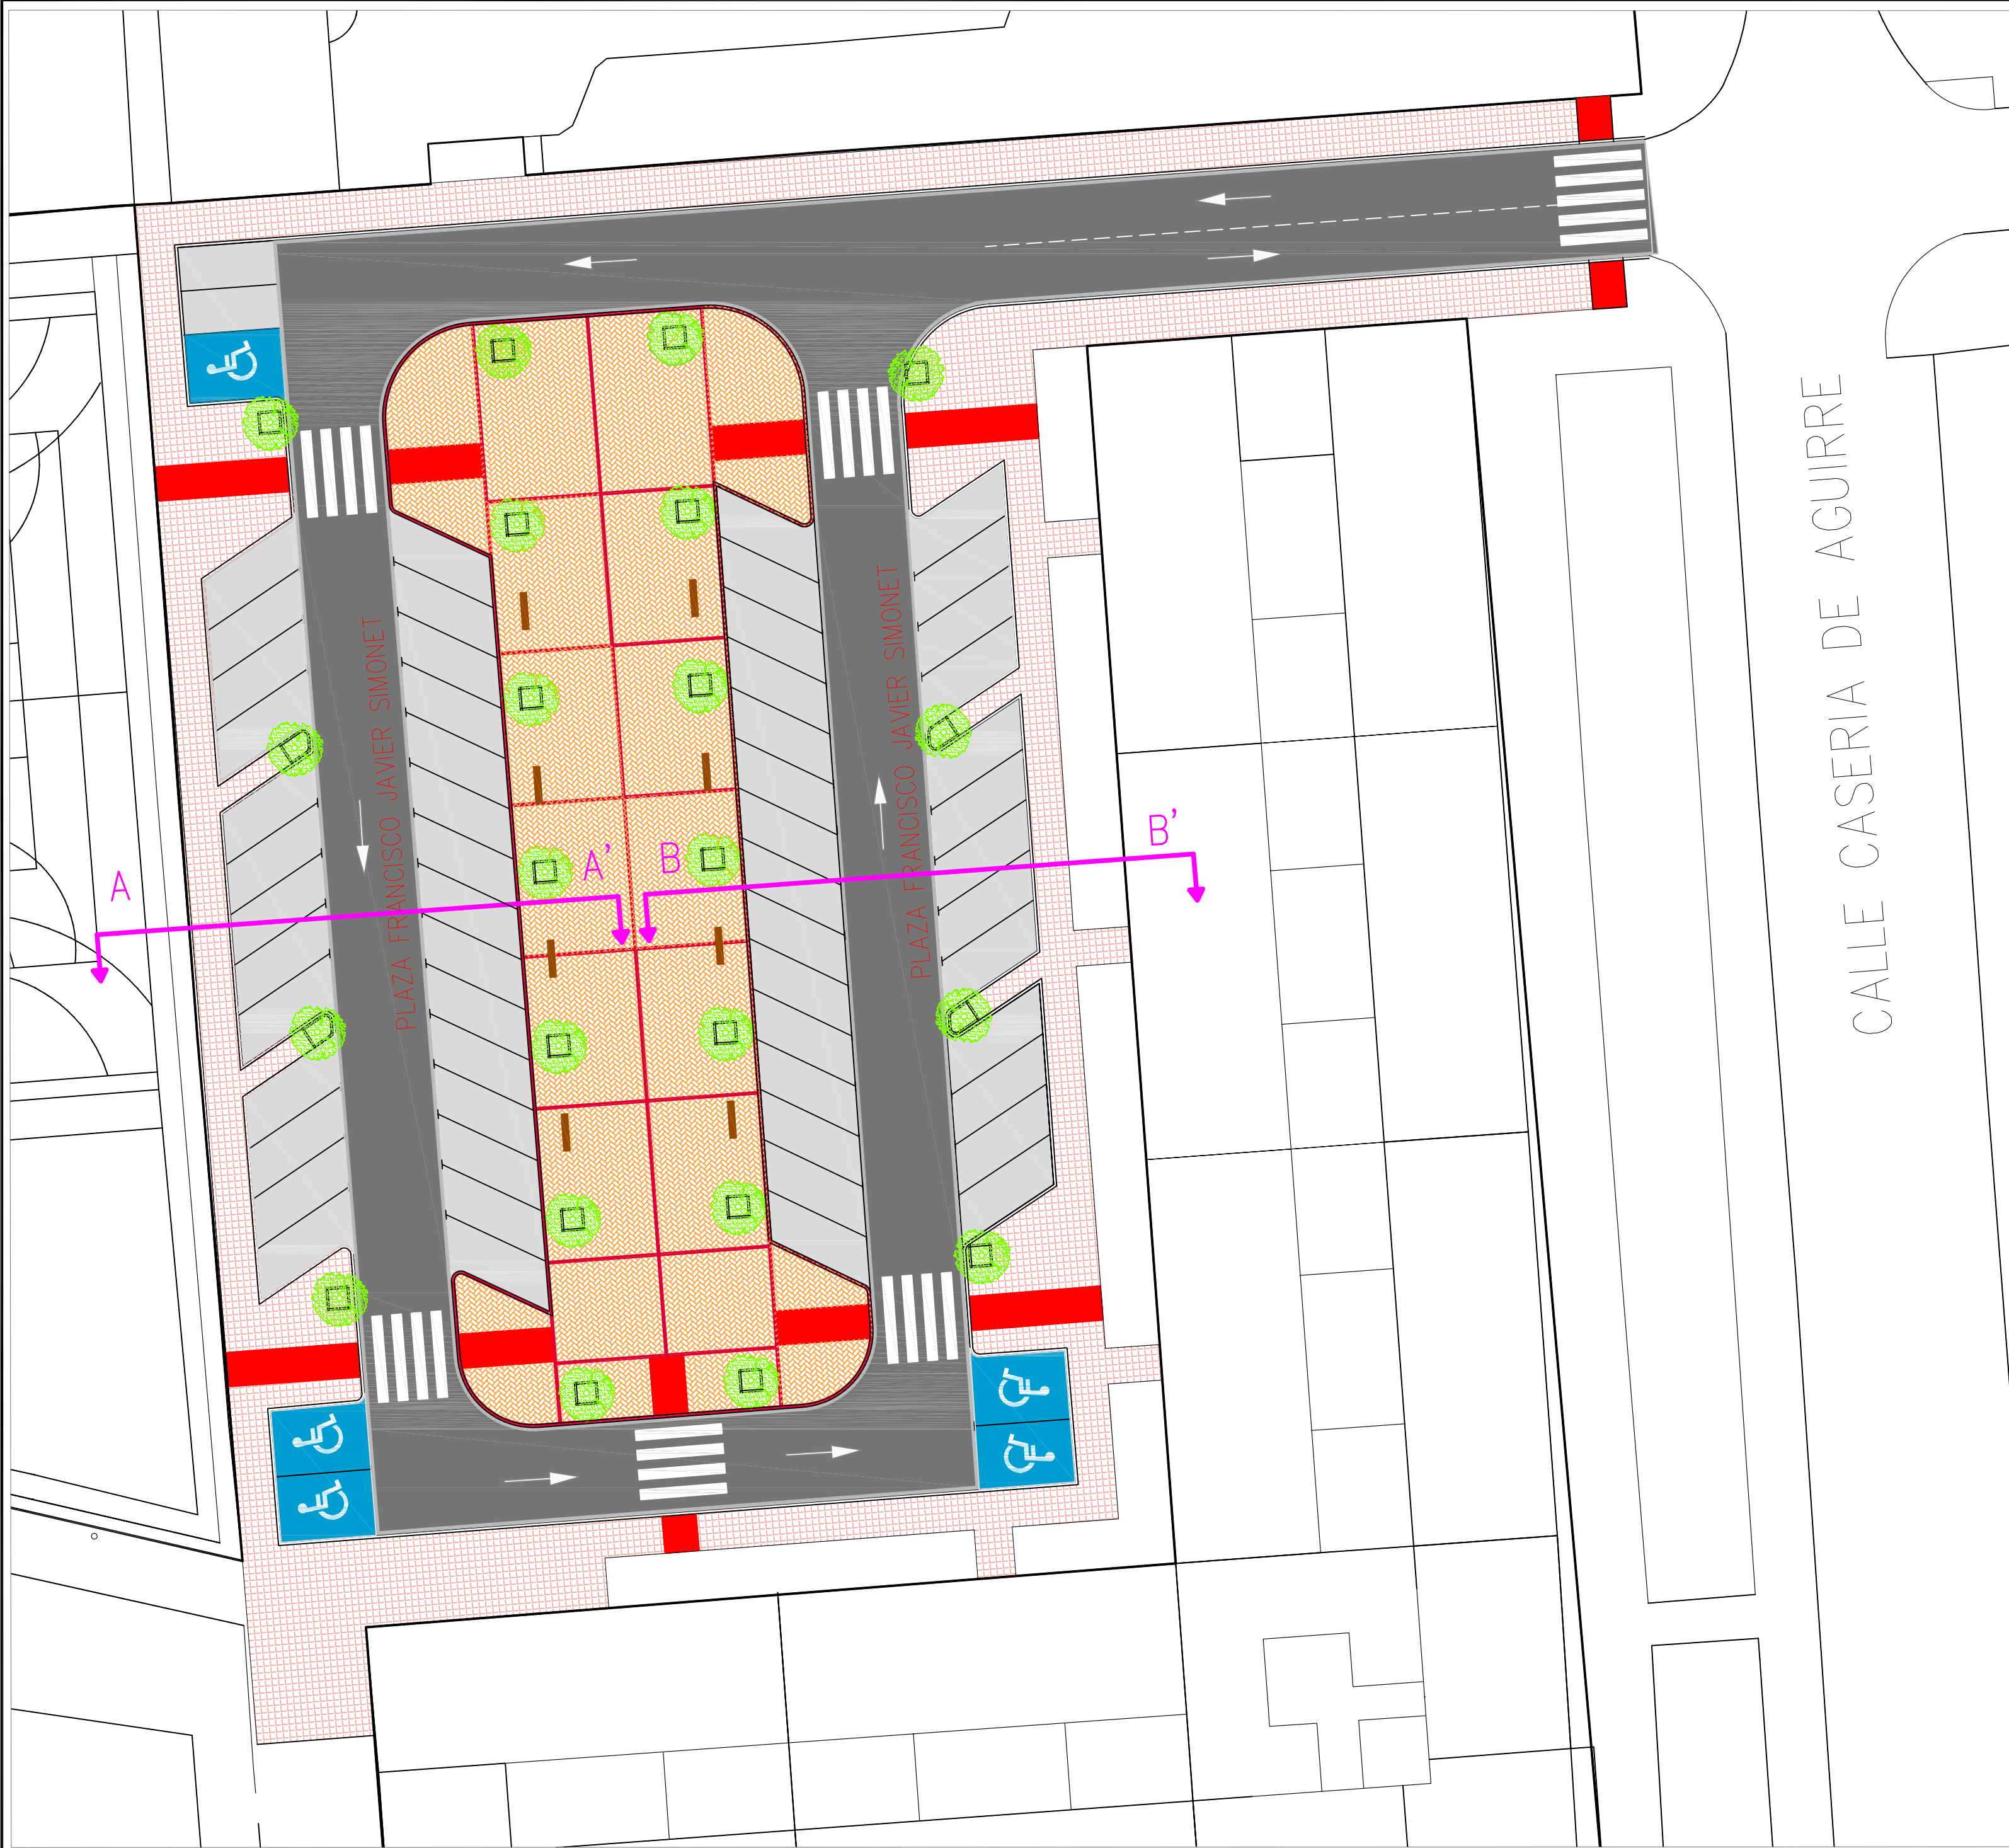 PLAZA FRANCISCO JAVIER SIMONET
PLAZA FRANCISCO JAVIER SIMONET
CALLE CASERIA DE AGUIRRE
A
A'
B
B'